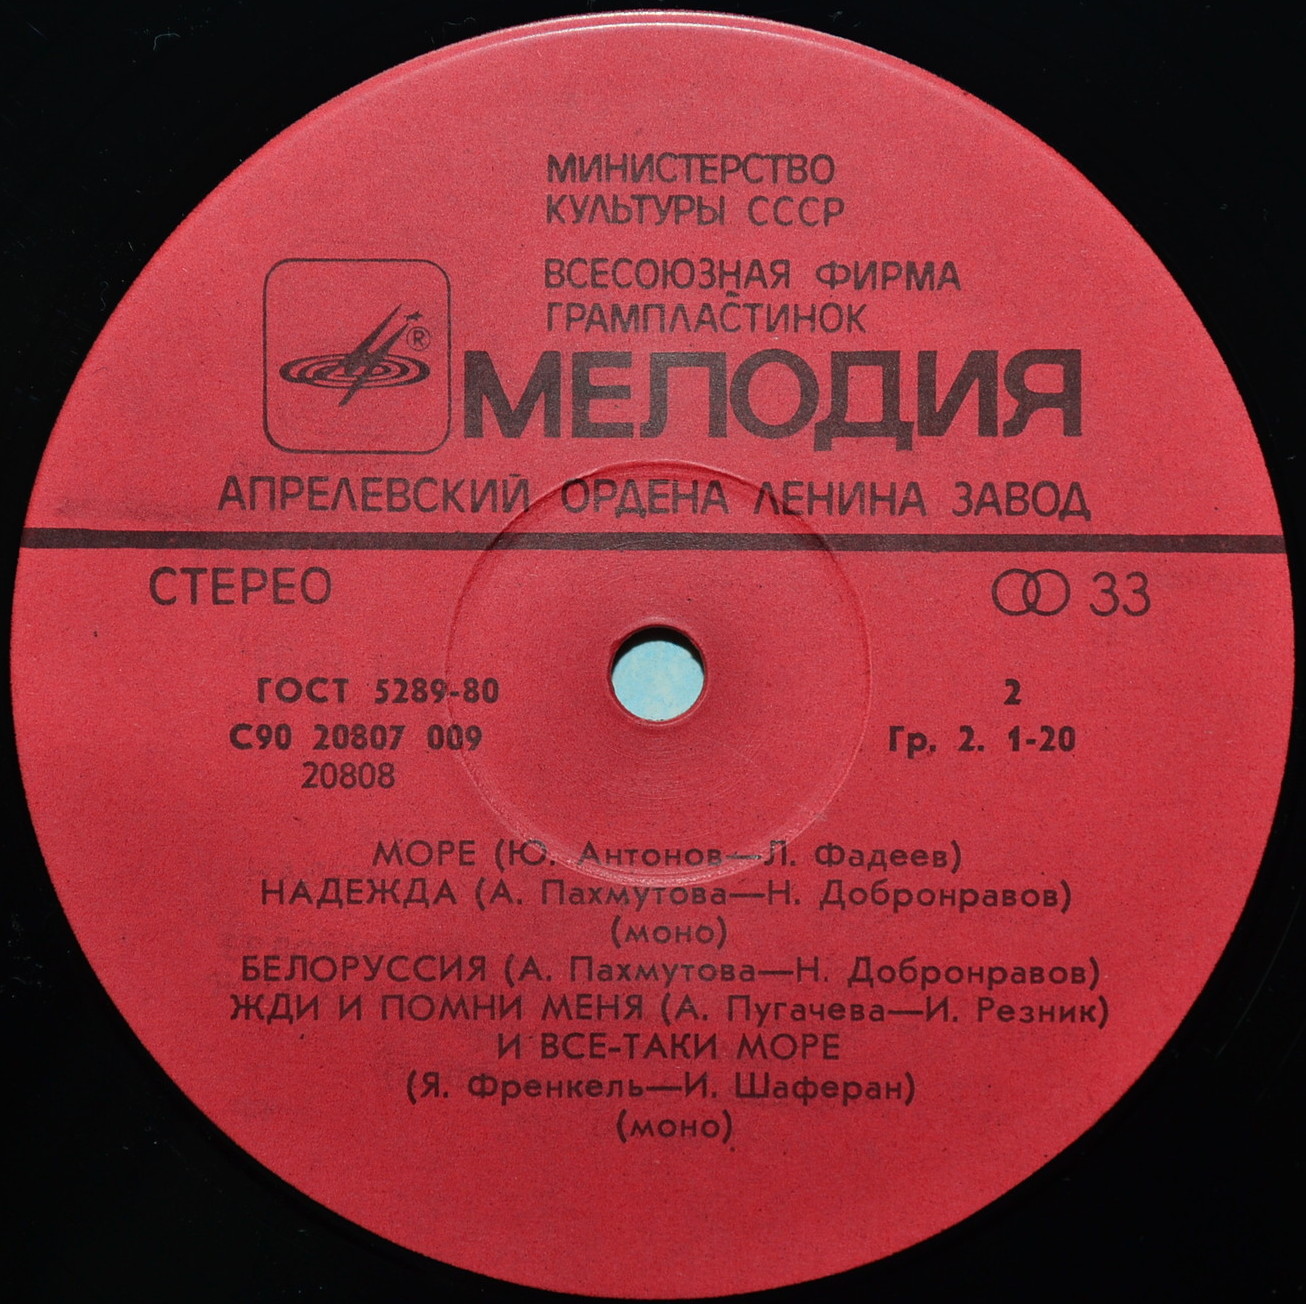 МИНИСТЕРСТВО
КУЛЬТУРЫ СССР
ВСЕСОЮЗНАЯ ФИРМА
ГРАМПЛАСТИНОК
®
МЕЛОДИЯ
АПРЕЛЕВСКИЙ ОРДЕНА ЛЕНИНА ЗАВОД
СТЕРЕО
33
ГОСТ 5289-80
2
С90 20807 009
Гр. 2. 1-20
20808
МОРЕ (Ю. Антонов—Л. Фадеев)
НАДЕЖДА (А. Пахмутова—Н. Добронравов)
(моно)
БЕЛОРУССИЯ (А. Пахмутова—Н. Добронравов)
ЖДИ И ПОМНИ МЕНЯ (А. Пугачева—И. Резник)
И ВСЕ-ТАКИ МОРЕ
(Я. Френкель—И. Шаферан)
(моно)